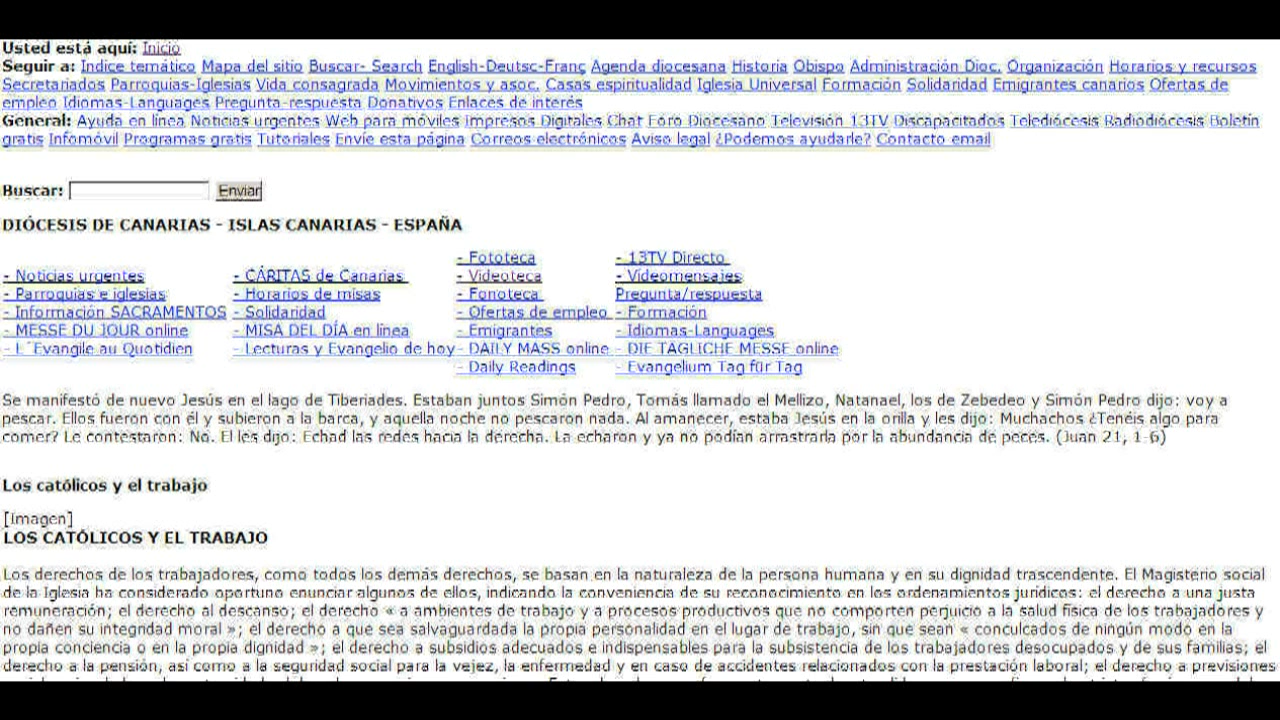 Usted está aquí: Inicio
Seguir a: Indice temático Mapa del sitio Buscar- Search English-Deutsc-Franç Agenda diocesana Historia Obispo Administración Dioc. Organización Horarios y recursos
Secretariados Parroquias-Iglesias Vida consagrada Movimientos y asoc. Casas espiritualidad Iglesia Universal Formación Solidaridad Emigrantes canarios Ofertas de
empleo Idiomas-Languages Pregunta-respuesta Donativos Enlaces de interés
General: Ayuda en línea Noticias urgentes Web para móviles Impresos Digitales Chat Foro Diocesano Televisión 13TV Discapacitados Telediócesis Radiodiócesis Boletín
gratis Infomóvil Programas gratis Tutoriales Envíe esta página Correos electrónicos Aviso legal ¿Podemos ayudarle? Contacto email
Buscar: Enviar
DIÓCESIS DE CANARIAS - ISLAS CANARIAS - ESPAÑA
- Fototeca - 13TV Directo
- Noticias urgentes - CÁRITAS de Canarias - Videoteca - Vídeomensajes
- Parroquias e iglesias - Horarios de misas - Fonoteca Pregunta/respuesta
- Información SACRAMENTOS - Solidaridad - Ofertas de empleo - Formación
- MESSE DU JOUR online - MISA DEL DÍA en línea - Emigrantes - Idiomas-Languages
- L´Evangile au Quotidien - Lecturas y Evangelio de hoy - DAILY MASS online - DIE TÄGLICHE MESSE online
- Daily Readings - Evangelium Tag für Tag
Se manifestó de nuevo Jesús en el lago de Tiberiades. Estaban juntos Simón Pedro, Tomás llamado el Mellizo, Natanael, los de Zebedeo y Simón Pedro dijo: voy a
pescar. Ellos fueron con él y subieron a la barca, y aquella noche no pescaron nada. Al amanecer, estaba Jesús en la orilla y les dijo: Muchachos ¿Tenéis algo para
comer? Le contestaron: No. El les dijo: Echad las redes hacia la derecha. La echaron y ya no podían arrastrarla por la abundancia de peces. (Juan 21, 1-6)
Los católicos y el trabajo
[Imagen]
LOS CATÓLICOS Y EL TRABAJO
Los derechos de los trabajadores, como todos los demás derechos, se basan en la naturaleza de la persona humana y en su dignidad trascendente. El Magisterio social
de la Iglesia ha considerado oportuno enunciar algunos de ellos, indicando la conveniencia de su reconocimiento en los ordenamientos jurídicos: el derecho a una justa
remuneración; el derecho al descanso; el derecho « a ambientes de trabajo y a procesos productivos que no comporten perjuicio a la salud física de los trabajadores y
no dañen su integridad moral »; el derecho a que sea salvaguardada la propia personalidad en el lugar de trabajo, sin que sean « conculcados de ningún modo en la
propia conciencia o en la propia dignidad »; el derecho a subsidios adecuados e indispensables para la subsistencia de los trabajadores desocupados y de sus familias; el
derecho a la pensión, así como a la seguridad social para la vejez, la enfermedad y en caso de accidentes relacionados con la prestación laboral; el derecho a previsiones